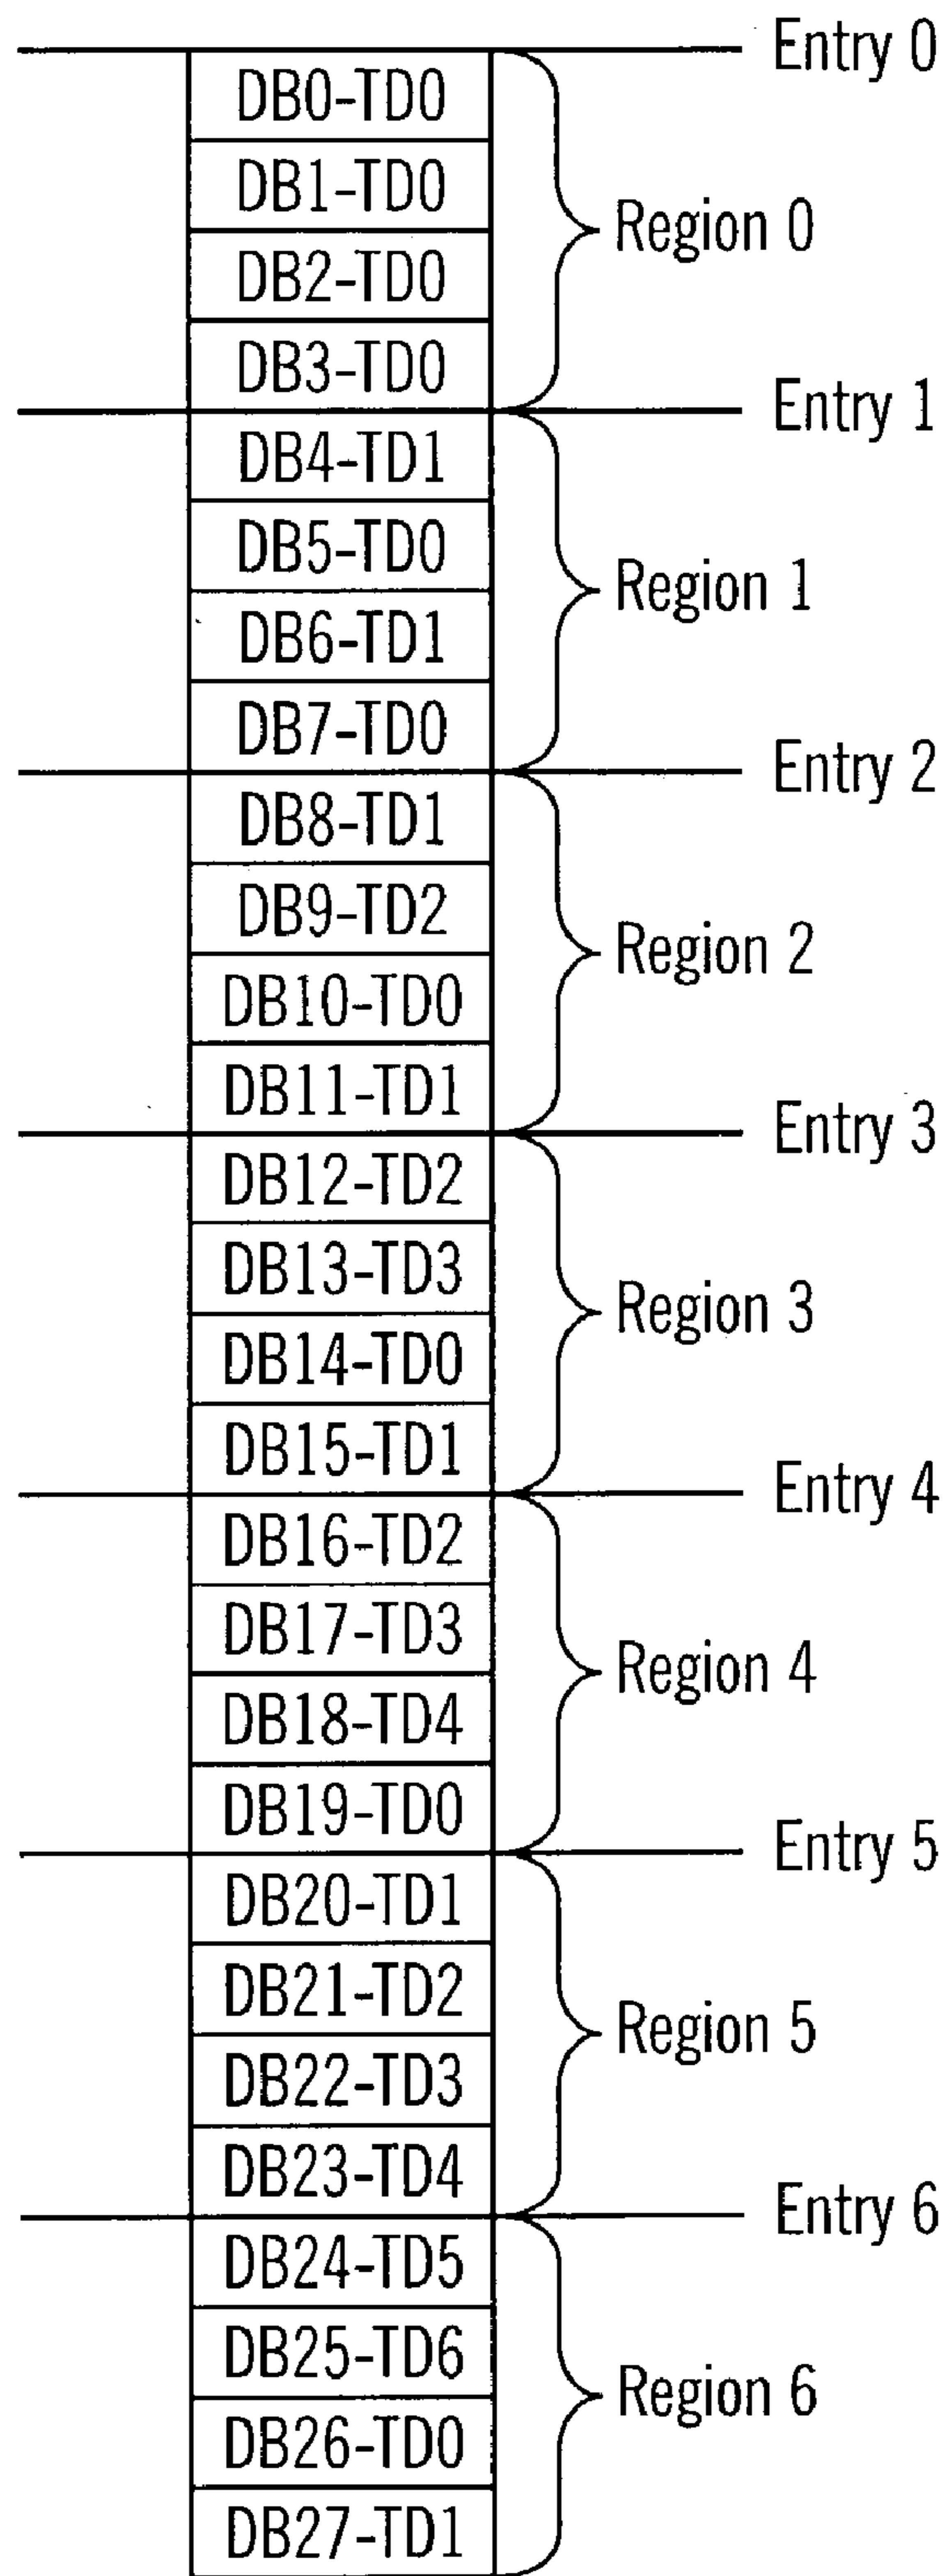 Entry 0
DB0-TD0
DB1-TD0
Region 0
DB2-TD0
DB3-TD0
Entry 1
DB4-TD1
DB5-TD0
Region 1
DB6-TD1
DB7-TD0
Entry 2
DB8-TD1
DB9-TD2
Region 2
DB10-TD0
DB11-TD1
Entry 3
DB12-TD2
DB13-TD3
Region 3
DB14-TD0
DB15-TD1
Entry 4
DB16-TD2
DB17-TD3
Region 4
DB18-TD4
DB19-TD0
Entry 5
DB20-TD1
DB21-TD2
Region 5
DB22-TD3
DB23-TD4
Entry 6
DB24-TD5
DB25-TD6
Region 6
DB26-TD0
DB27-TD1